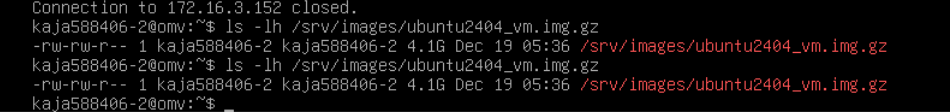 Connection to 172.16.3.152 closed.
kaja588406-2@omv:~$ ls -lh /srv/images/ubuntu2404_vm.img.gz
-rw-rw-r-- 1 kaja588406-2 kaja588406-2 4.1G Dec 19 05:36 /srv/images/ubuntu2404_vm.img.gz
kaja588406-2@omv:~$ ls -lh /srv/images/ubuntu2404_vm.img.gz
-rw-rw-r-- 1 kaja588406-2 kaja588406-2 4.1G Dec 19 05:36 /srv/images/ubuntu2404_vm.img.gz
kaja588406-2@omv:~$ _